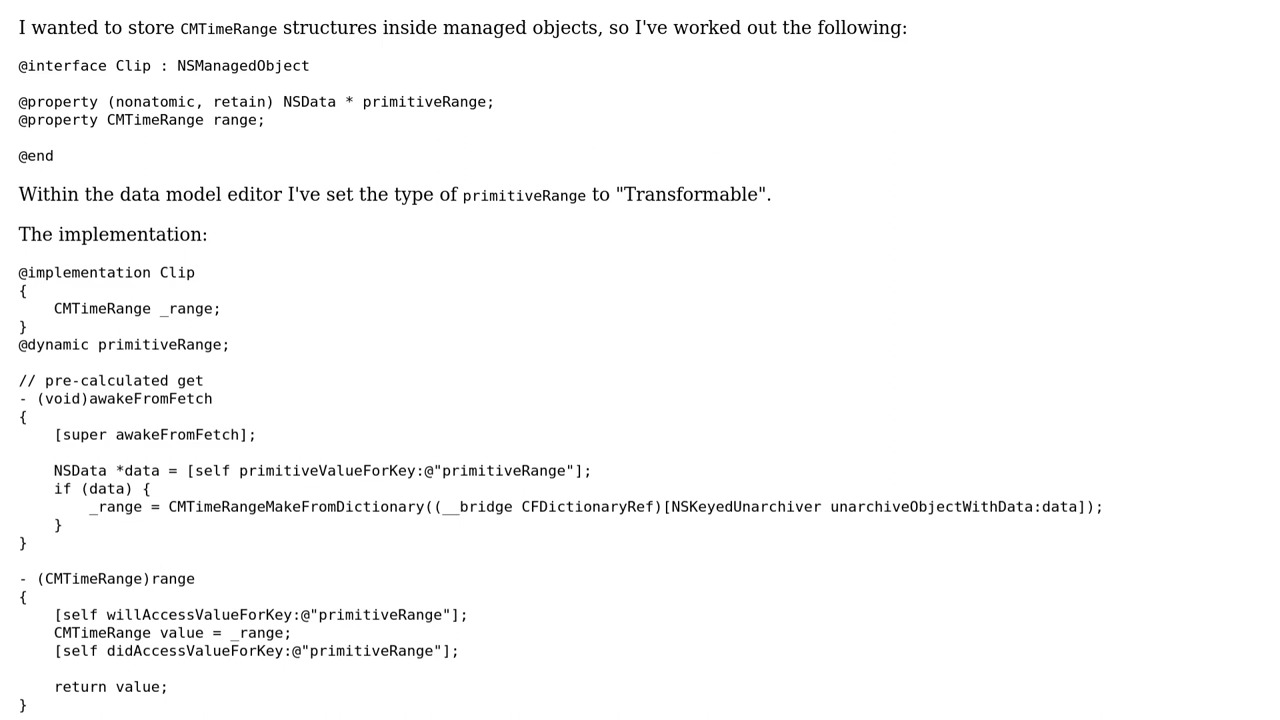 I wanted to store CMTimeRange structures inside managed objects, so I've worked out the following:
@interface Clip : NSManagedObject
@property (nonatomic, retain) NSData * primitiveRange;
@property CMTimeRange range;
@end
Within the data model editor I've set the type of primitiveRange to "Transformable".
The implementation:
@implementation Clip
{
    CMTimeRange _range;
}
@dynamic primitiveRange;
// pre-calculated get
- (void)awakeFromFetch
{
    [super awakeFromFetch];
    NSData *data = [self primitiveValueForKey:@"primitiveRange"];
    if (data) {
        _range = CMTimeRangeMakeFromDictionary((__bridge CFDictionaryRef)[NSKeyedUnarchiver unarchiveObjectWithData:data]);
    }
}
- (CMTimeRange)range
{
    [self willAccessValueForKey:@"primitiveRange"];
    CMTimeRange value = _range;
    [self didAccessValueForKey:@"primitiveRange"];
    return value;
}